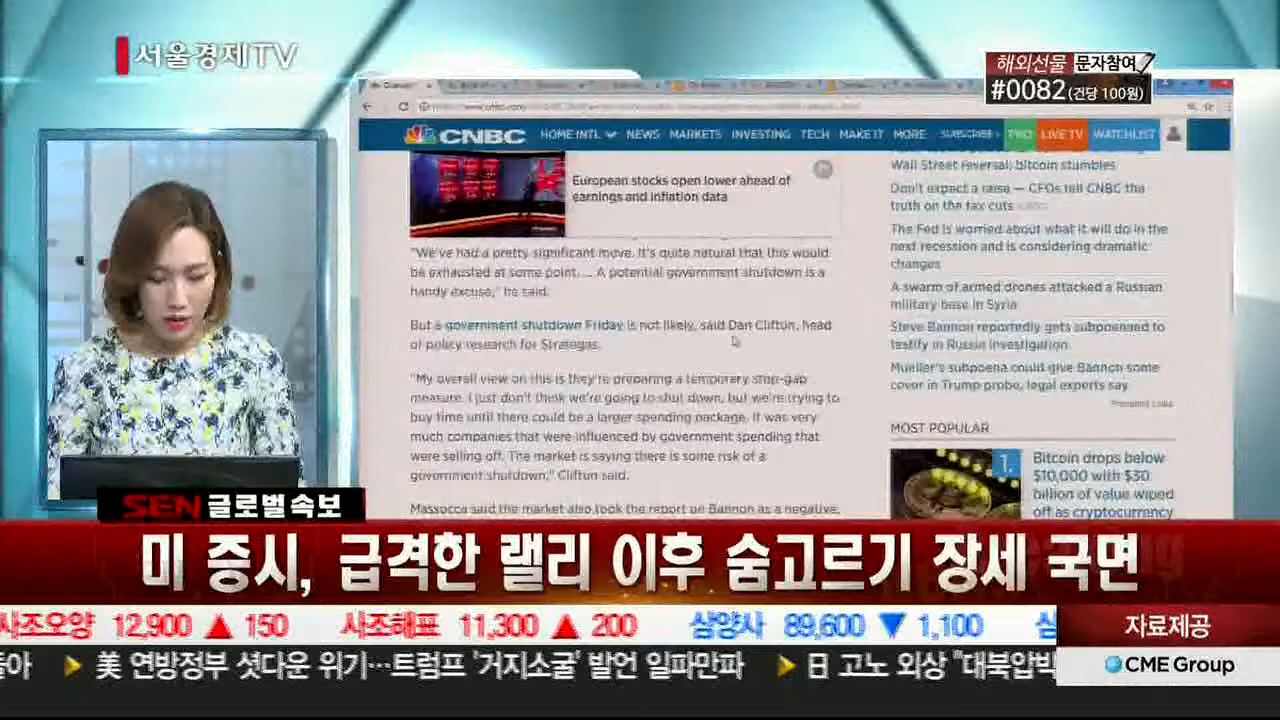 서울경제TV
해외선물 문자참여
#0082(건당 100원)
CNBC HOME INTL NEWS MARKETS INVESTING TECH MAKE IT MORE SUBSCRIBE PRO LIVE TV WATCHLIST
European stocks open lower ahead of
earnings and inflation data
"We've had a pretty significant move. It's quite natural that this would
be exhausted at some point. ... A potential government shutdown is a
handy excuse," he said.
But a government shutdown Friday is not likely, said Dan Clifton, head
of policy research for Strategas.
"My overall view on this is they're preparing a temporary stop-gap
measure. I just don't think we're going to shut down, but we're trying to
buy time until there could be a larger spending package. It was very
much companies that were influenced by government spending that
were selling off. The market is saying there is some risk of a
government shutdown," Clifton said.
Massocca said the market also took the report on Bannon as a negative.
Wall Street reversal; bitcoin stumbles
Don't expect a raise — CFOs tell CNBC the
truth on the tax cuts
The Fed is worried about what it will do in the
next recession and is considering dramatic
changes
A swarm of armed drones attacked a Russian
military base in Syria
Steve Bannon reportedly gets subpoenaed to
testify in Russia investigation.
Mueller's subpoena could give Bannon some
cover in Trump probe, legal experts say
Promoted Links
MOST POPULAR
1.
Bitcoin drops below
$10,000 with $30
billion of value wiped
off as cryptocurrency
SEN 글로벌속보
미 증시, 급격한 랠리 이후 숨고르기 장세 국면
사조오양 12,900 ▲ 150 사조해표 11,300 ▲ 200 삼양사 89,600 ▼ 1,100 삼
자료제공
돌아 ▶ 美 연방정부 셧다운 위기…트럼프 '거지소굴' 발언 일파만파 ▶ 日 고노 외상 "대북압박
CME Group